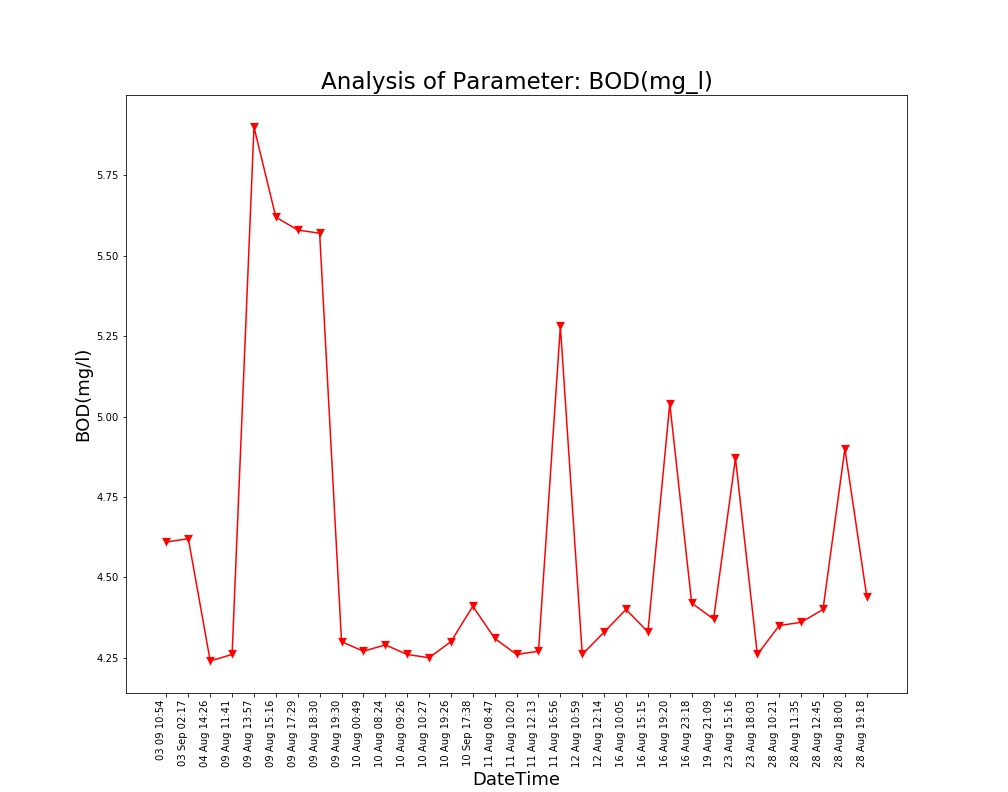 Analysis of Parameter: BOD(mg_l)
BOD(mg/l)
5.75
5.50
5.25
5.00
4.75
4.50
4.25
03 09 10:54
03 Sep 02:17
04 Aug 14:26
09 Aug 11:41
09 Aug 13:57
09 Aug 15:16
09 Aug 17:29
09 Aug 18:30
09 Aug 19:30
10 Aug 00:49
10 Aug 08:24
10 Aug 09:26
10 Aug 10:27
10 Aug 19:26
10 Sep 17:38
11 Aug 08:47
11 Aug 10:20
11 Aug 12:13
11 Aug 16:56
12 Aug 10:59
12 Aug 12:14
16 Aug 10:05
16 Aug 15:15
16 Aug 19:20
16 Aug 23:18
19 Aug 21:09
23 Aug 15:16
23 Aug 18:03
28 Aug 10:21
28 Aug 11:35
28 Aug 12:45
28 Aug 18:00
28 Aug 19:18
DateTime